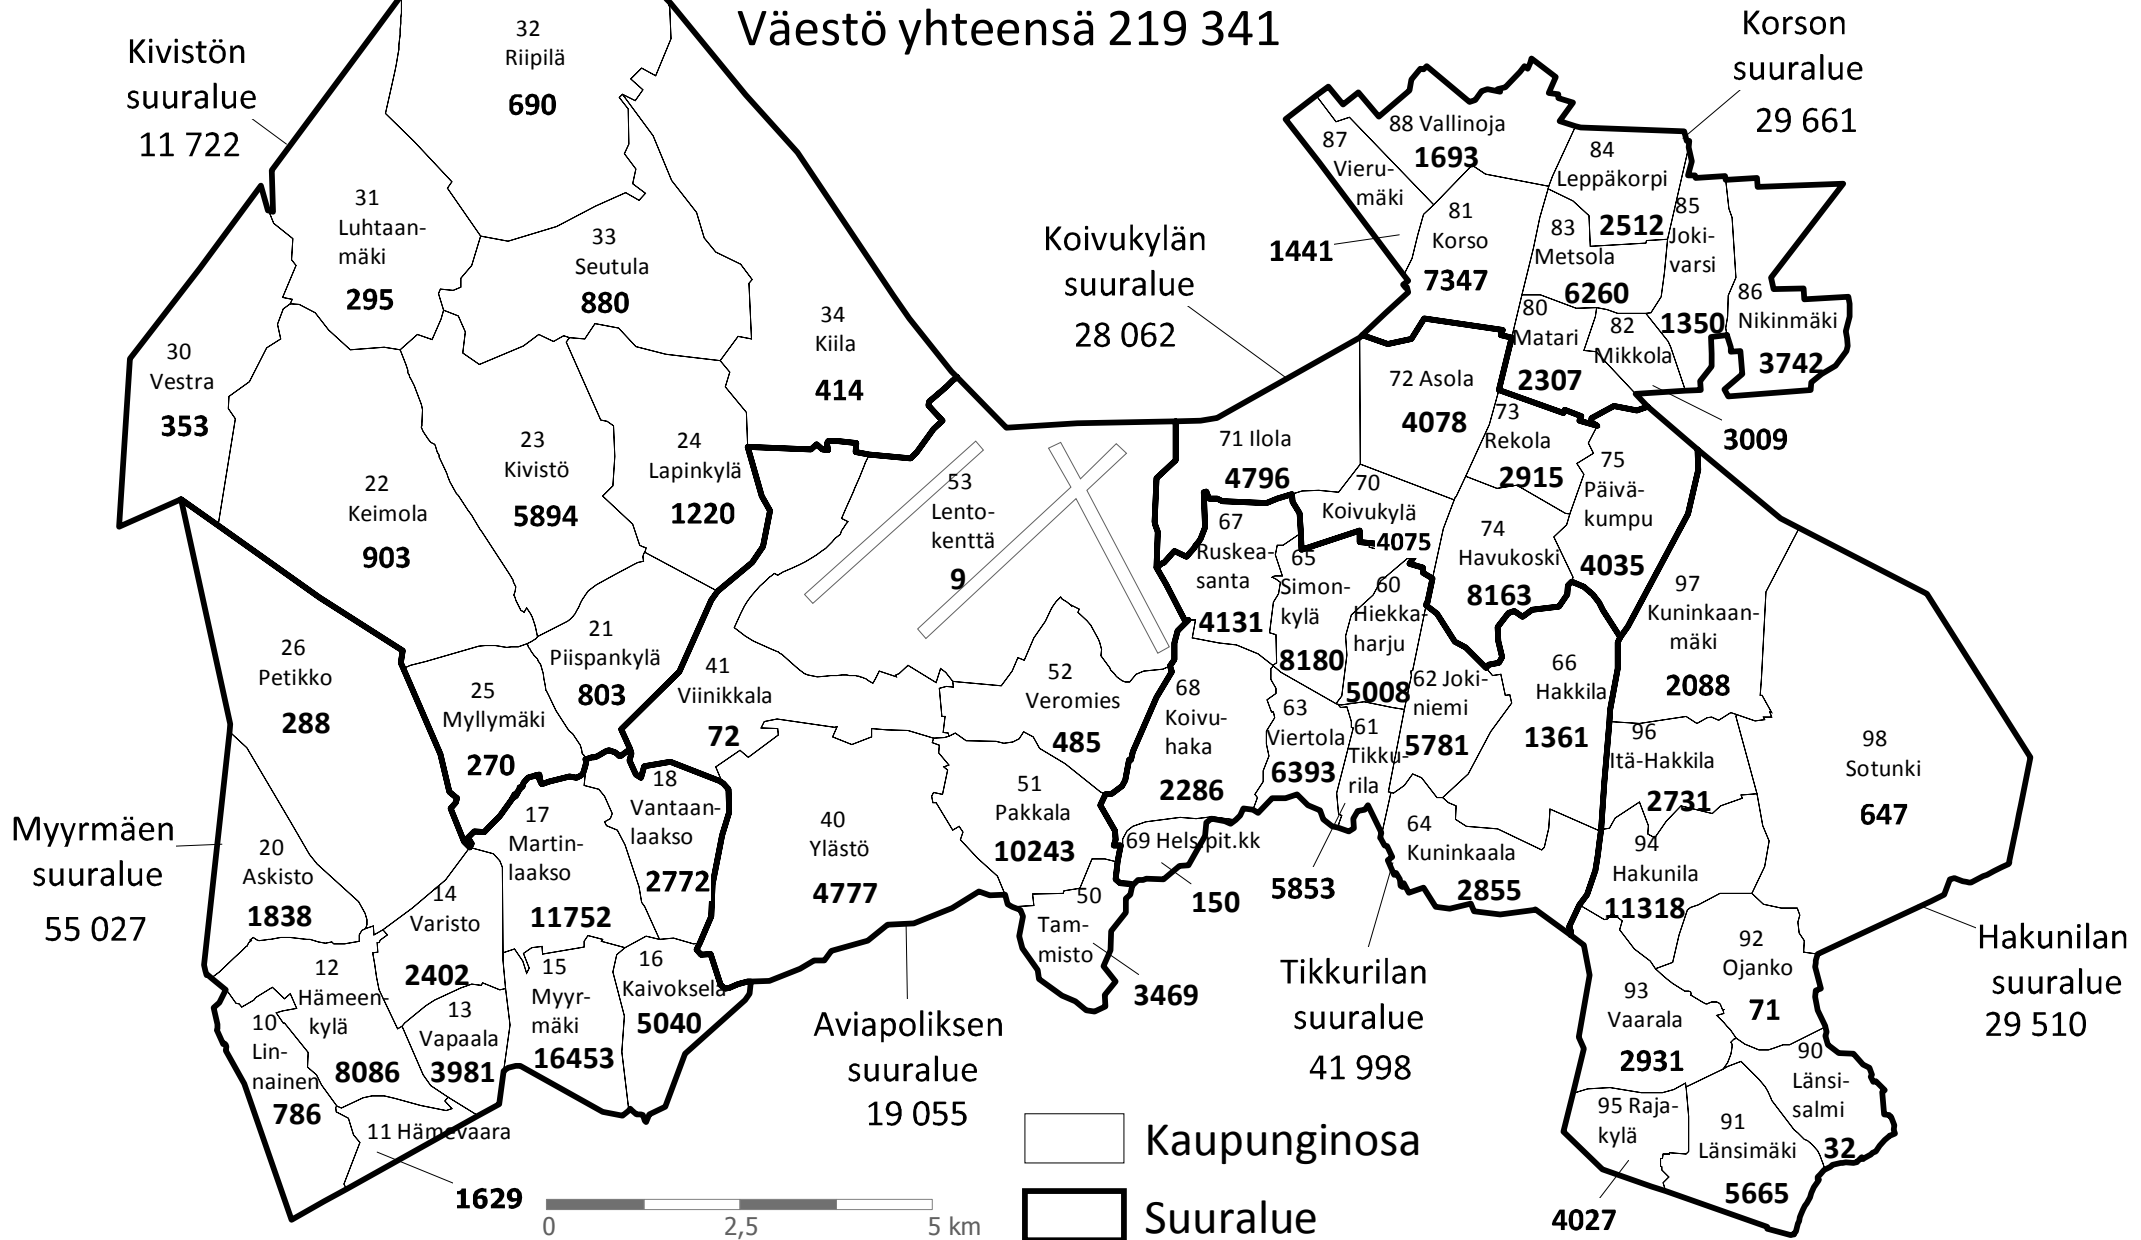 Väestö yhteensä 219 341
Kivistön
suuralue
11 722
Korson
suuralue
29 661
Koivukylän
suuralue
28 062
Myyrmäen
suuralue
55 027
Aviapoliksen
suuralue
19 055
Tikkurilan
suuralue
41 998
Hakunilan
suuralue
29 510
32
Riipilä
690
31
Luhtaan-
mäki
295
33
Seutula
880
34
Kiila
414
30
Vestra
353
22
Keimola
903
23
Kivistö
5894
24
Lapinkylä
1220
21
Piispankylä
803
25
Myllymäki
270
26
Petikko
288
20
Askisto
1838
18
Vantaan-
laakso
2772
17
Martin-
laakso
11752
14
Varisto
2402
12
Hämeen-
kylä
8086
13
Vapaala
3981
15
Myyr-
mäki
16453
16
Kaivoksela
5040
10
Lin-
nainen
786
11 Hämevaara
1629
53
Lento-
kenttä
9
41
Viinikkala
72
52
Veromies
485
51
Pakkala
10243
40
Ylästö
4777
50
Tam-
misto
3469
87
Vieru-
mäki
1441
88 Vallinoja
1693
84
Leppäkorpi
2512
81
Korso
7347
83
Metsola
6260
85
Joki-
varsi
1350
86
Nikinmäki
3742
80
Matari
2307
82
Mikkola
3009
72 Asola
4078
71 Ilola
4796
73
Rekola
2915
75
Päivä-
kumpu
4035
70
Koivukylä
4075
74
Havukoski
8163
67
Ruskea-
santa
4131
65
Simon-
kylä
8180
60
Hiekka-
harju
5008
62 Joki-
niemi
5781
66
Hakkila
1361
68
Koivu-
haka
2286
63
Viertola
6393
61
Tikku-
rila
5853
64
Kuninkaala
2855
69 Hels.pit.kk
150
97
Kuninkaan-
mäki
2088
96
Itä-Hakkila
2731
98
Sotunki
647
94
Hakunila
11318
92
Ojanko
71
93
Vaarala
2931
90
Länsi-
salmi
32
95 Raja-
kylä
4027
91
Länsimäki
5665
Kaupunginosa
Suuralue
0 2,5 5 km